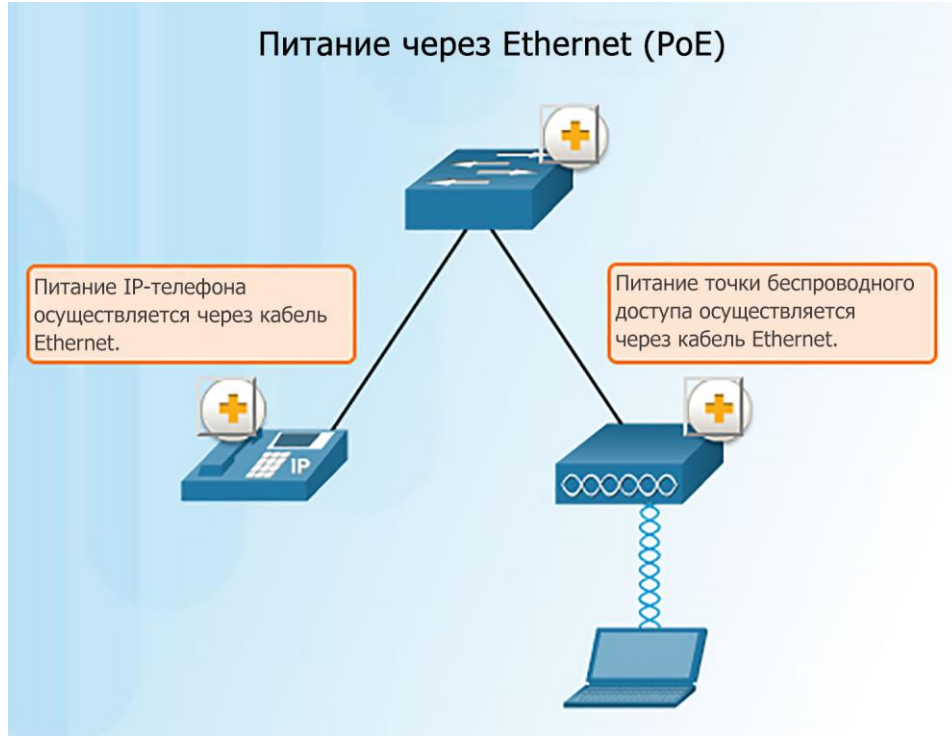 Питание через Ethernet (PoE)
Питание IP-телефона
осуществляется через кабель
Ethernet.
Питание точки беспроводного
доступа осуществляется
через кабель Ethernet.
IP